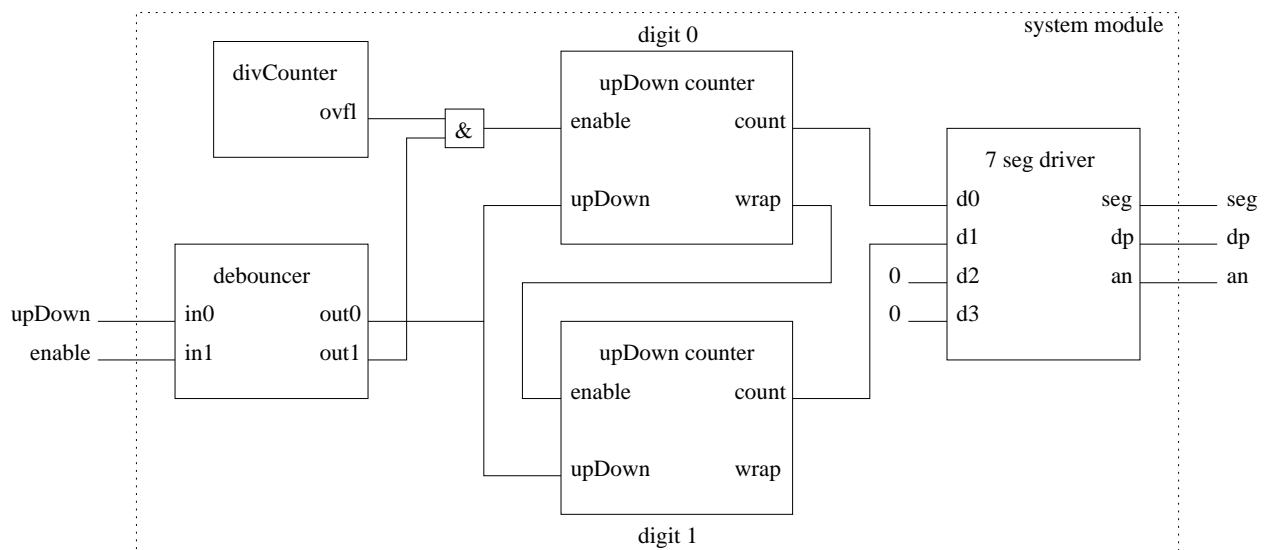 digit 0
system module
divCounter
ovfl
&
upDown counter
enable count
upDown wrap
7 seg driver
d0 seg
d1 dp
0 d2 an
0 d3
seg
dp
an
debouncer
upDown in0 out0
enable in1 out1
upDown counter
enable count
upDown wrap
digit 1